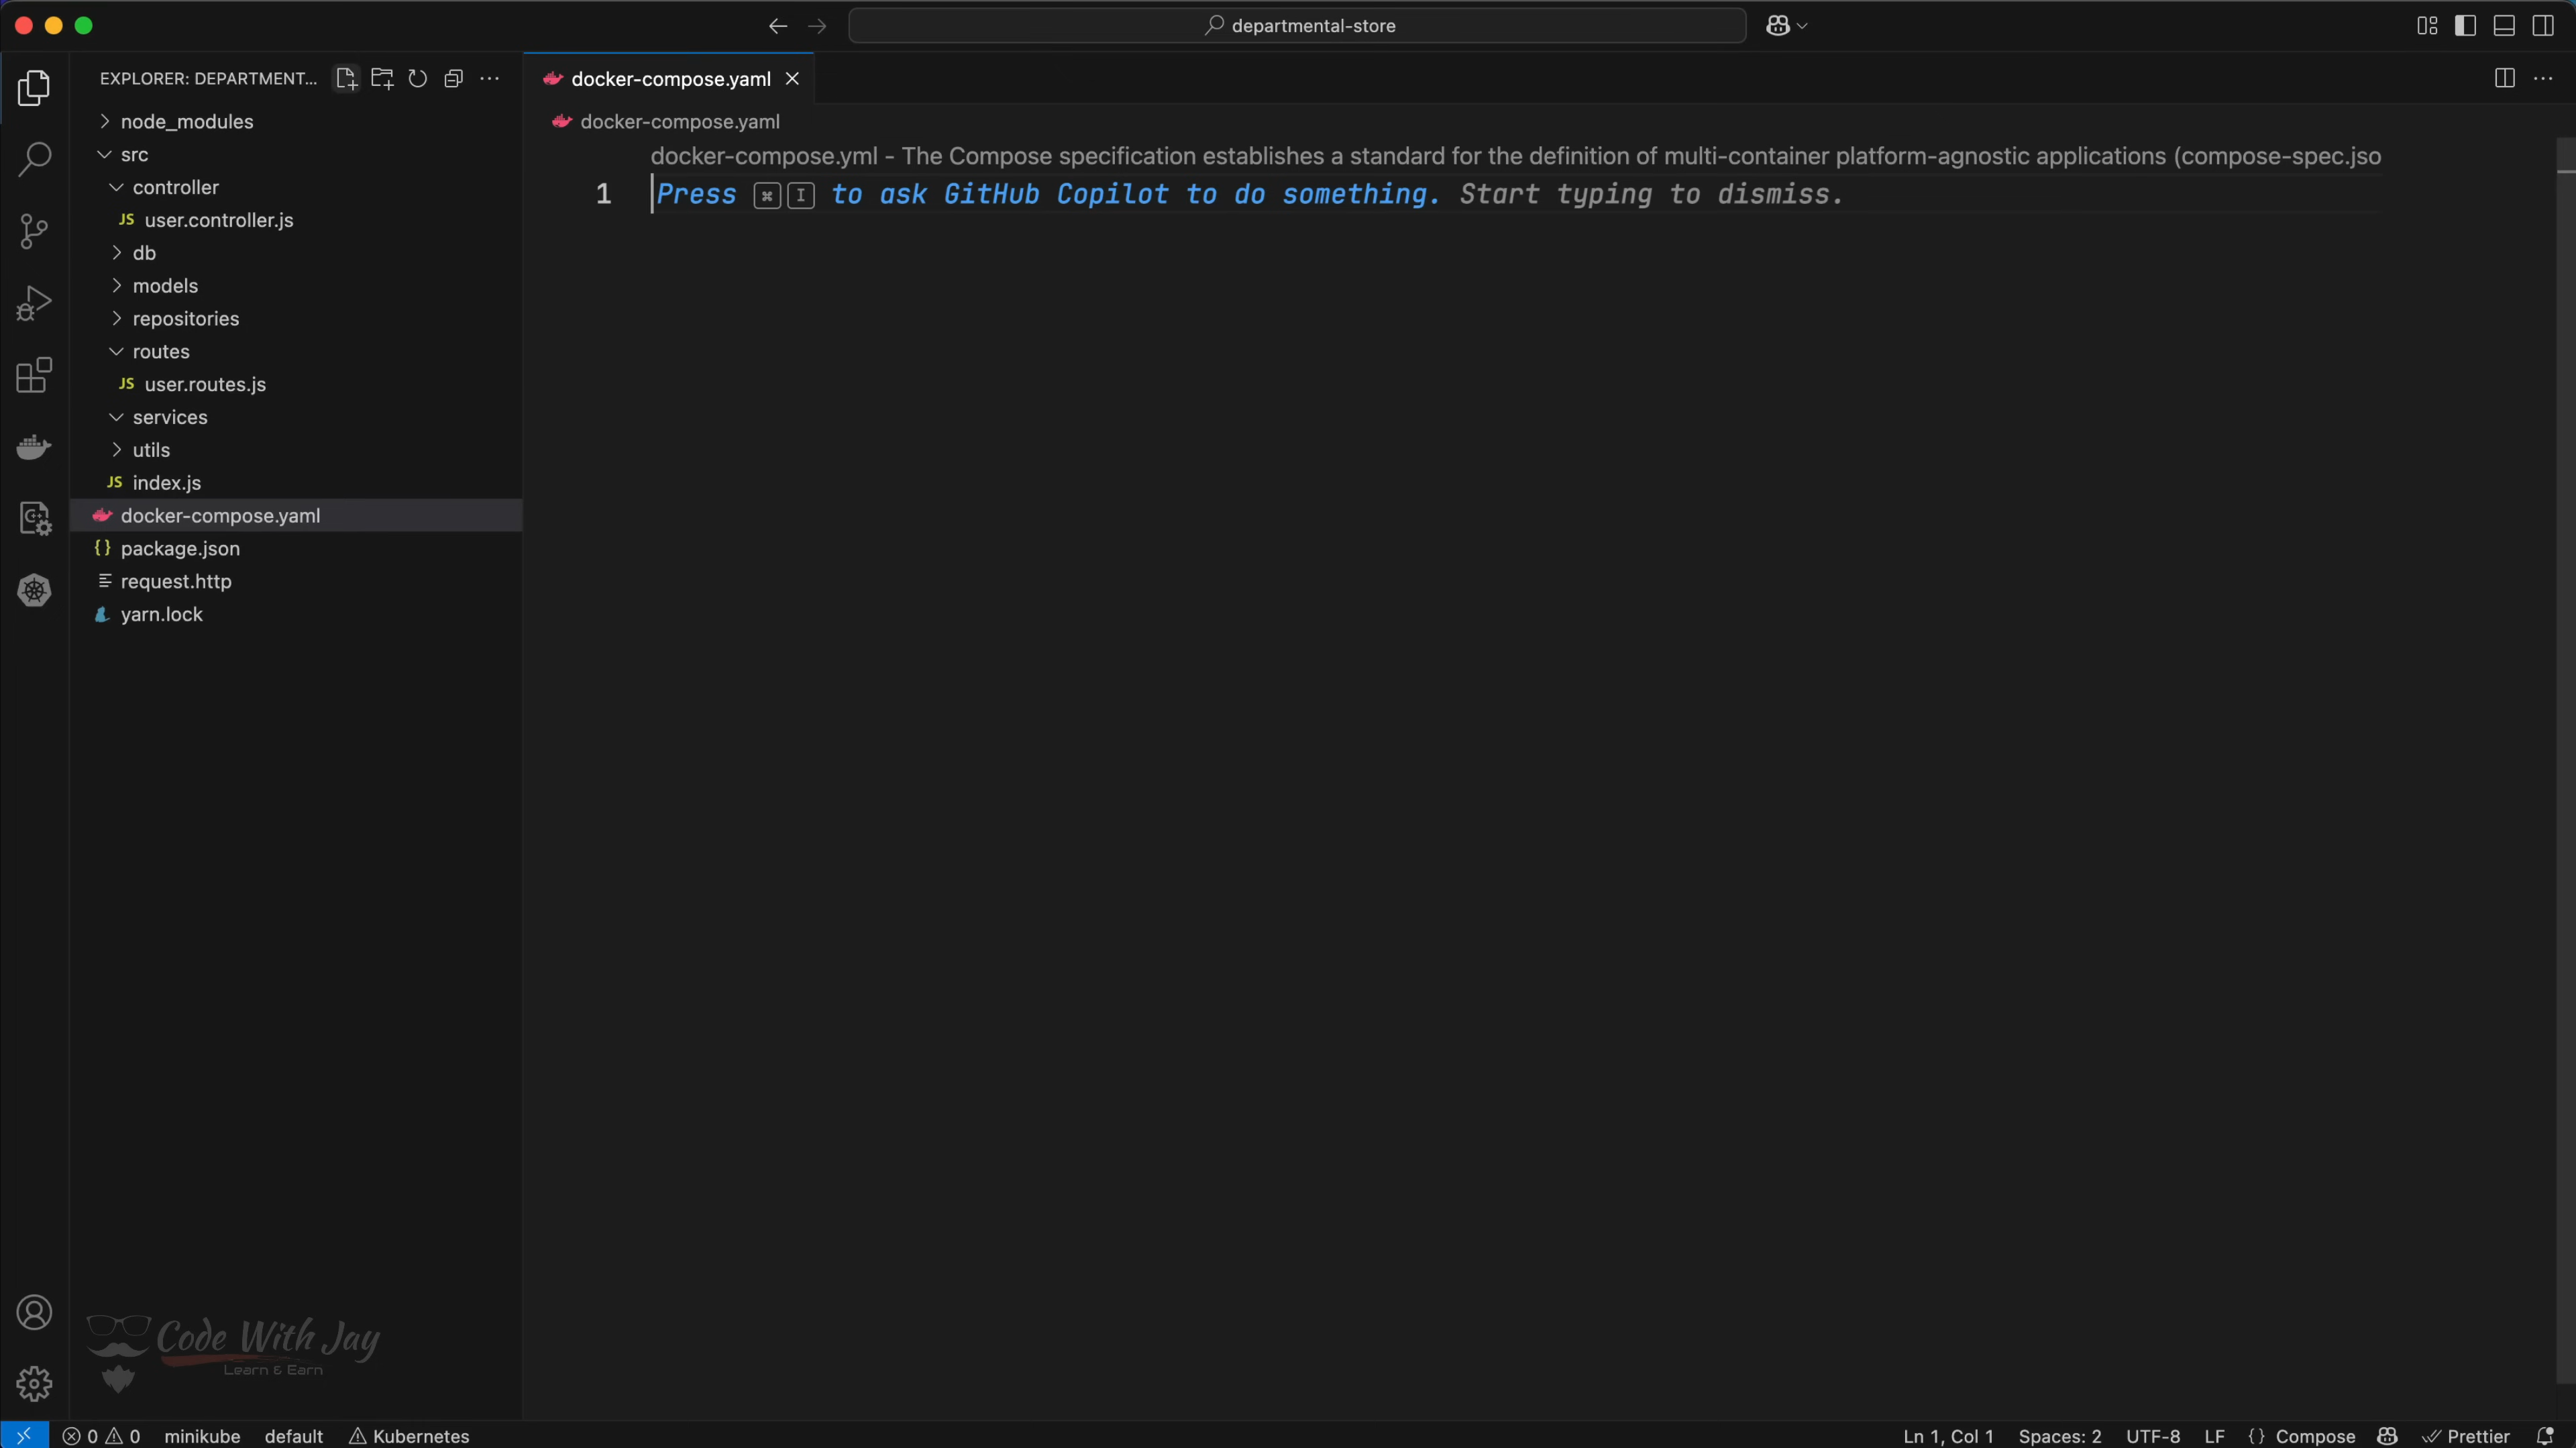 departmental-store
EXPLORER: DEPARTMENT...
docker-compose.yaml
node_modules
src
controller
JS user.controller.js
db
models
repositories
routes
JS user.routes.js
services
utils
JS index.js
docker-compose.yaml
{} package.json
request.http
yarn.lock
docker-compose.yaml
docker-compose.yml - The Compose specification establishes a standard for the definition of multi-container platform-agnostic applications (compose-spec.jso
1 Press ⌘ I to ask GitHub Copilot to do something. Start typing to dismiss.
Code With Jay
Learn & Earn
0 0 minikube default Kubernetes
Ln 1, Col 1 Spaces: 2 UTF-8 LF {} Compose Prettier